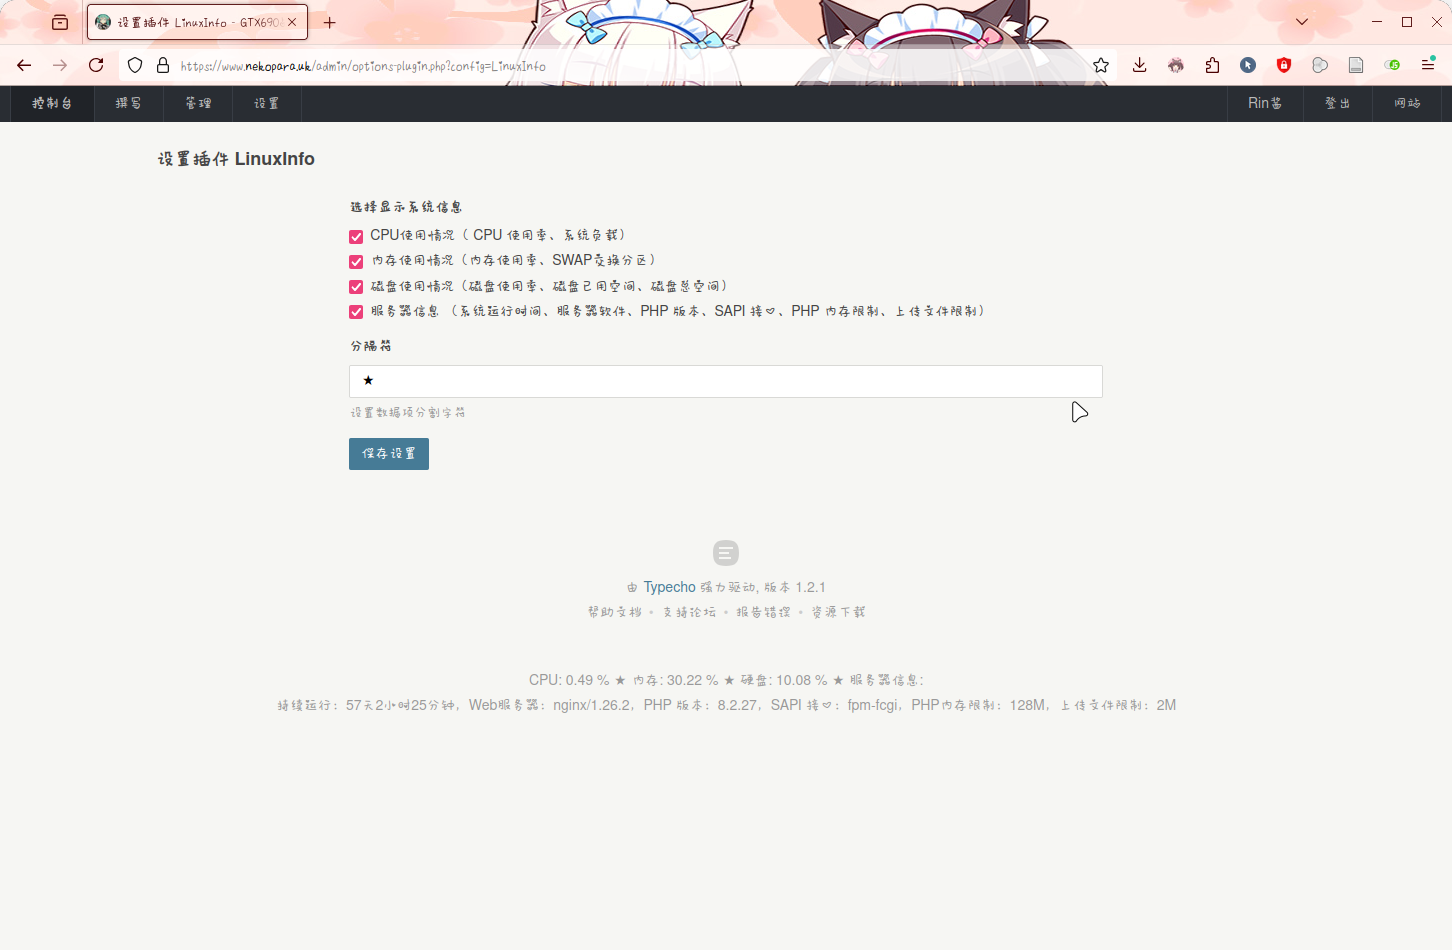 设置插件 LinuxInfo - GTX690
https://www.nekopara.uk/admin/options-plugin.php?config=LinuxInfo
控制台 撰写 管理 设置 Rin酱 登出 网站
设置插件 LinuxInfo
选择显示系统信息
CPU使用情况（ CPU 使用率、系统负载）
内存使用情况（内存使用率、SWAP交换分区）
磁盘使用情况（磁盘使用率、磁盘已用空间、磁盘总空间）
服务器信息 （系统运行时间、服务器软件、PHP 版本、SAPI 接口、PHP 内存限制、上传文件限制）
分隔符
★
设置数据项分割字符
保存设置
由 Typecho 强力驱动, 版本 1.2.1
帮助文档 • 支持论坛 • 报告错误 • 资源下载
CPU: 0.49 % ★ 内存: 30.22 % ★ 硬盘: 10.08 % ★ 服务器信息:
持续运行：57天2小时25分钟，Web服务器：nginx/1.26.2，PHP 版本：8.2.27，SAPI 接口：fpm-fcgi，PHP内存限制：128M，上传文件限制：2M